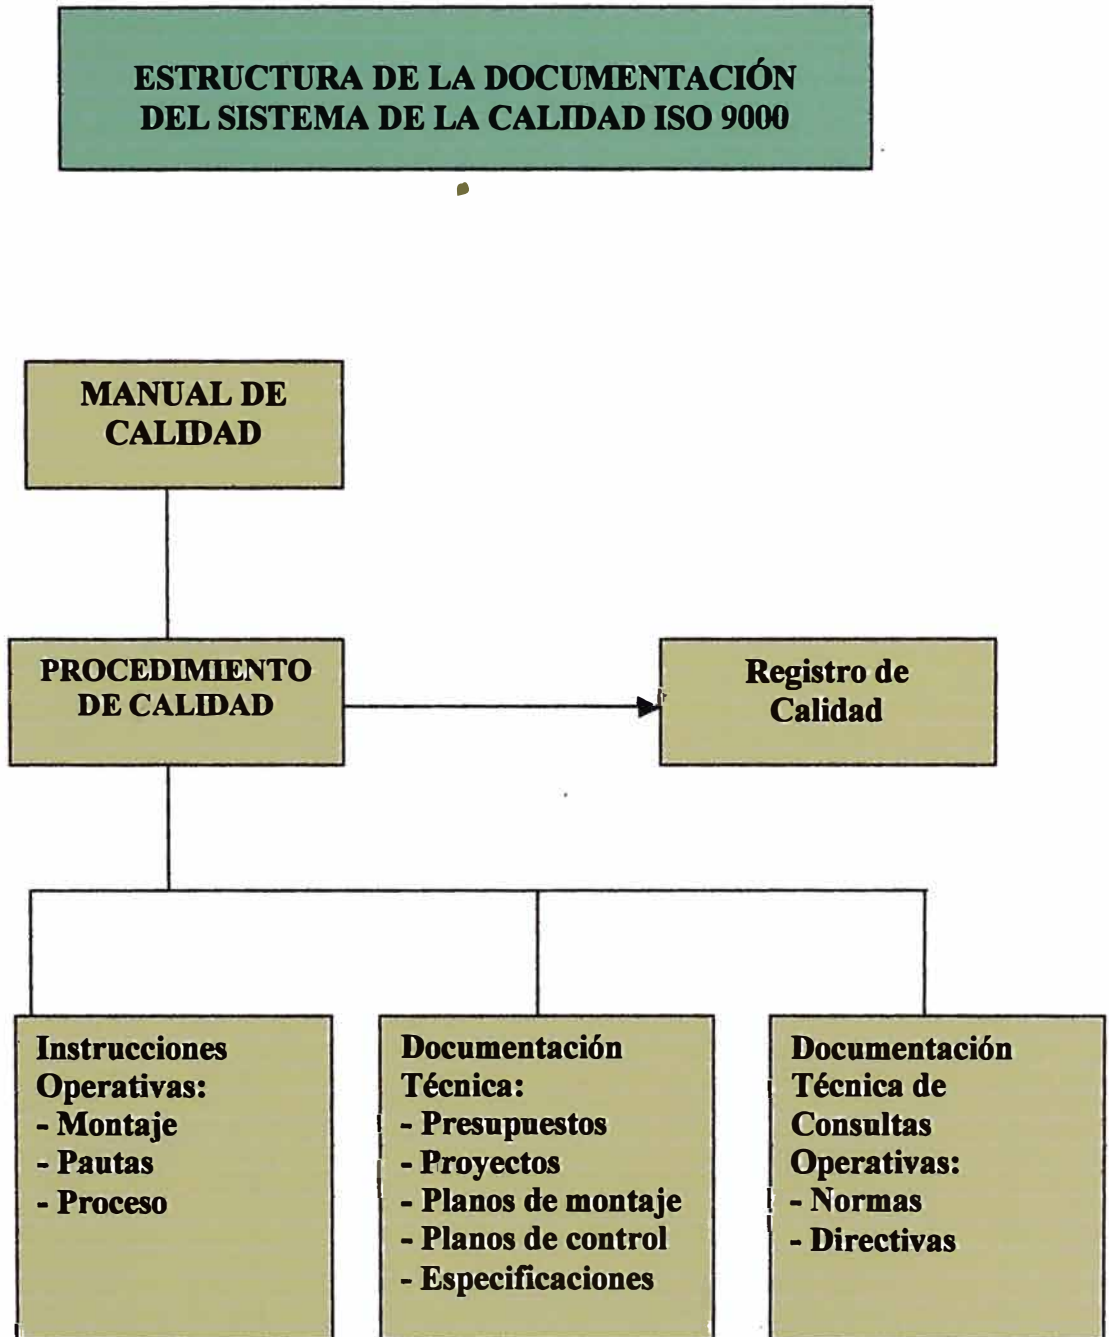 ESTRUCTURA DE LA DOCUMENTACIÓN
DEL SISTEMA DE LA CALIDAD ISO 9000
MANUAL DE
CALIDAD
PROCEDIMIENTO
DE CALIDAD
Registro de
Calidad
Instrucciones
Operativas:
- Montaje
- Pautas
- Proceso
Documentación
Técnica:
- Presupuestos
- Proyectos
- Planos de montaje
- Planos de control
- Especificaciones
Documentación
Técnica de
Consultas
Operativas:
- Normas
- Directivas